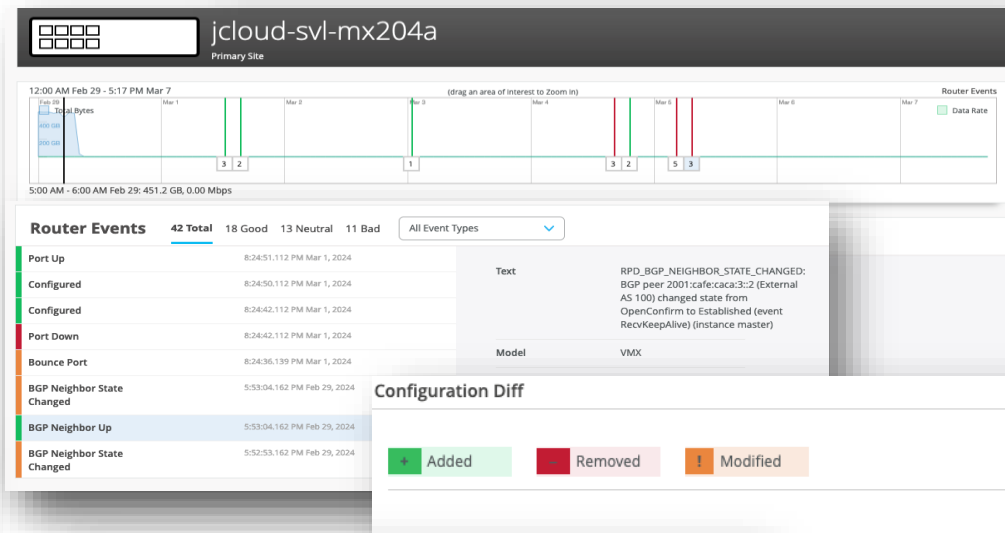 jcloud-svl-mx204a
Primary Site
12:00 AM Feb 29 - 5:17 PM Mar 7
(drag an area of interest to Zoom in)
Router Events
Feb 29
Mar 1
Mar 2
Mar 3
Mar 4
Mar 5
Mar 6
Mar 7
Total Bytes
Data Rate
400 GB
200 GB
3 2 1 3 2 5 3
5:00 AM - 6:00 AM Feb 29: 451.2 GB, 0.00 Mbps
Router Events 42 Total 18 Good 13 Neutral 11 Bad All Event Types
Port Up 8:24:51.112 PM Mar 1, 2024
Configured 8:24:50.112 PM Mar 1, 2024
Configured 8:24:42.112 PM Mar 1, 2024
Port Down 8:24:42.112 PM Mar 1, 2024
Bounce Port 8:24:36.139 PM Mar 1, 2024
BGP Neighbor State 5:53:04.162 PM Feb 29, 2024
Changed
BGP Neighbor Up 5:53:04.162 PM Feb 29, 2024
BGP Neighbor State 5:52:53.162 PM Feb 29, 2024
Changed
Text RPD_BGP_NEIGHBOR_STATE_CHANGED:
BGP peer 2001:cafe:caca:3::2 (External
AS 100) changed state from
OpenConfirm to Established (event
RecvKeepAlive) (instance master)
Model VMX
Configuration Diff
+ Added - Removed ! Modified